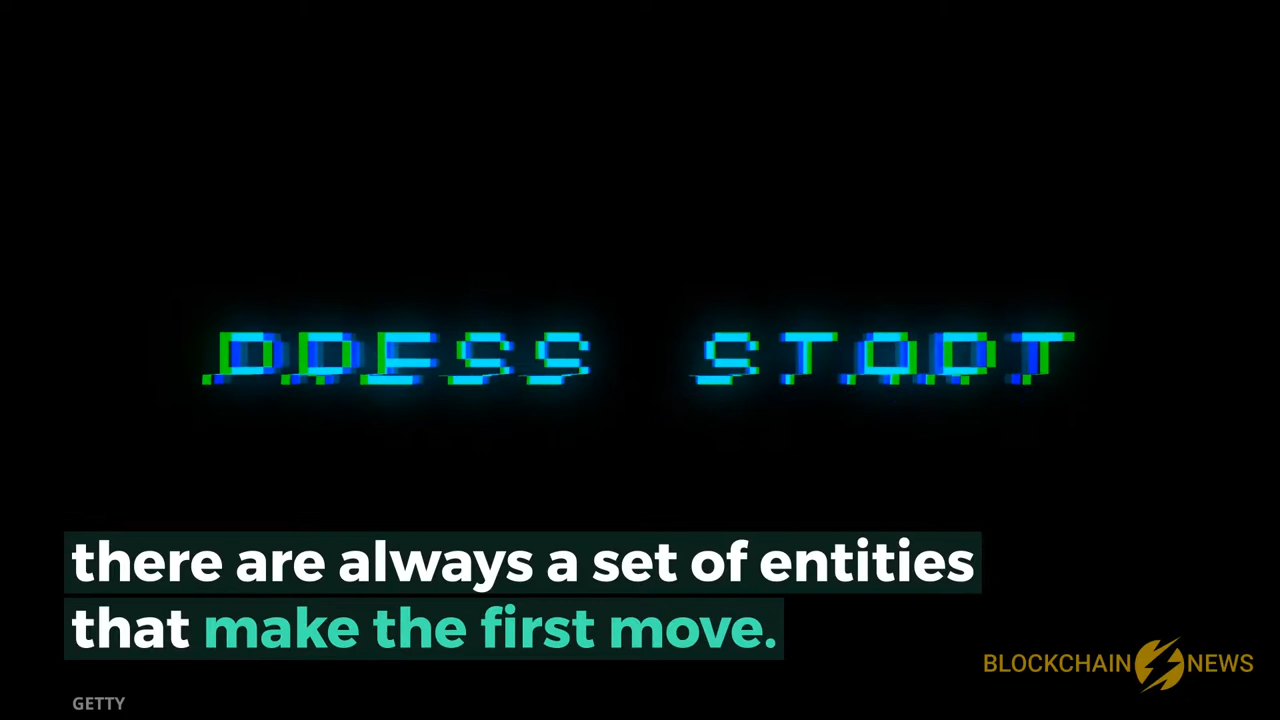 PRESS START
there are always a set of entities
that make the first move.
BLOCKCHAIN NEWS
GETTY